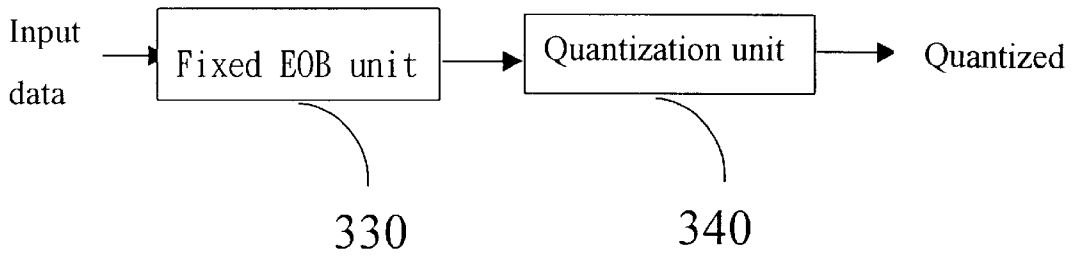 Input
data
Fixed EOB unit
Quantization unit
Quantized
330
340